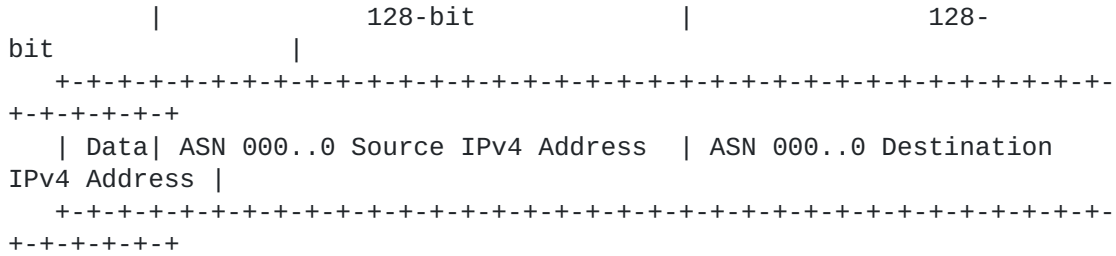 |             128-bit             |               128-
bit               |
+-+-+-+-+-+-+-+-+-+-+-+-+-+-+-+-+-+-+-+-+-+-+-+-+-+-+-+-+-+-+-+-+-+-
+-+-+-+-+-+
| Data| ASN 000..0 Source IPv4 Address  | ASN 000..0 Destination
IPv4 Address |
+-+-+-+-+-+-+-+-+-+-+-+-+-+-+-+-+-+-+-+-+-+-+-+-+-+-+-+-+-+-+-+-+-+-
+-+-+-+-+-+